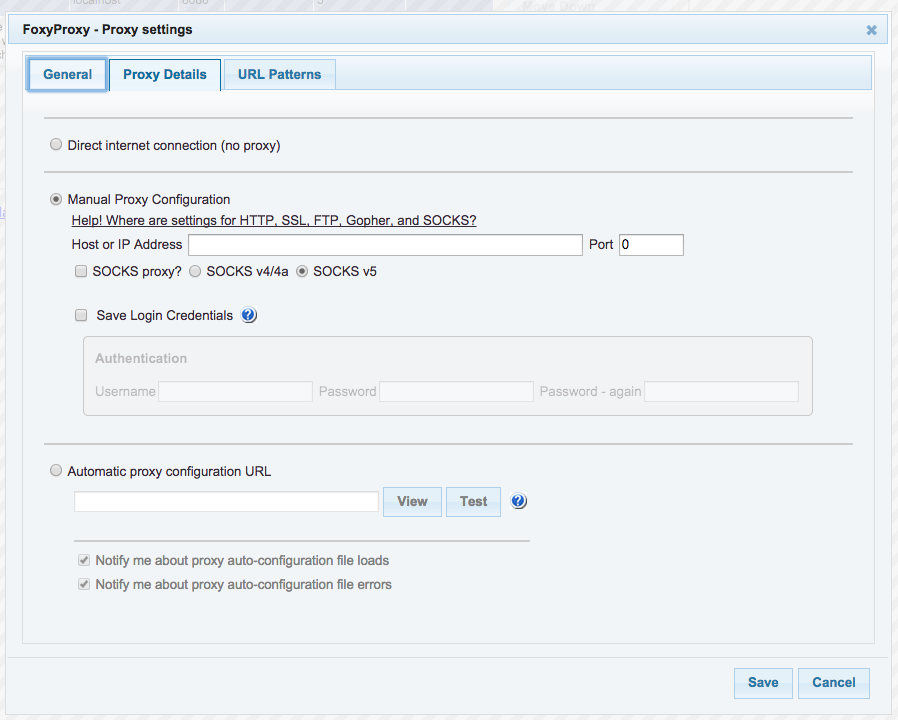 localhost
Move Down
FoxyProxy - Proxy settings
General Proxy Details URL Patterns
Direct internet connection (no proxy)
Manual Proxy Configuration
Help! Where are settings for HTTP, SSL, FTP, Gopher, and SOCKS?
Host or IP Address Port 0
SOCKS proxy? SOCKS v4/4a SOCKS v5
Save Login Credentials ?
Authentication
Username Password Password - again
Automatic proxy configuration URL
View Test ?
Notify me about proxy auto-configuration file loads
Notify me about proxy auto-configuration file errors
Save Cancel